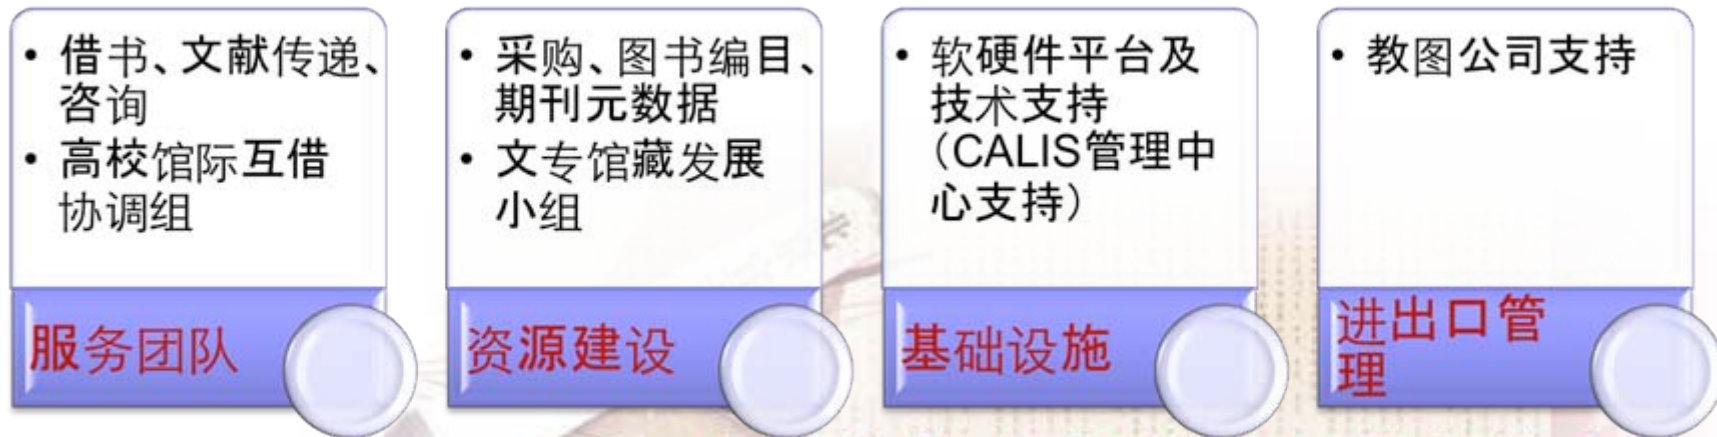 • 借书、文献传递、
咨询
• 高校馆际互借
协调组
服务团队
• 采购、图书编目、
期刊元数据
• 文专馆藏发展
小组
资源建设
• 软硬件平台及
技术支持
（CALIS管理中
心支持）
基础设施
• 教图公司支持
进出口管
理